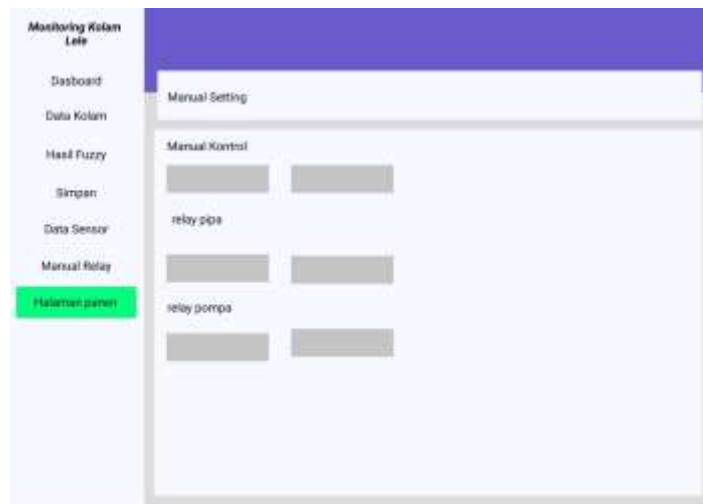 Monitoring Kolam
Lele
Dasboard
Data Kolam
Hasil Fuzzy
Simpan
Data Sensor
Manual Relay
Halaman panen
Manual Setting
Manual Kontrol
relay pipa
relay pompa